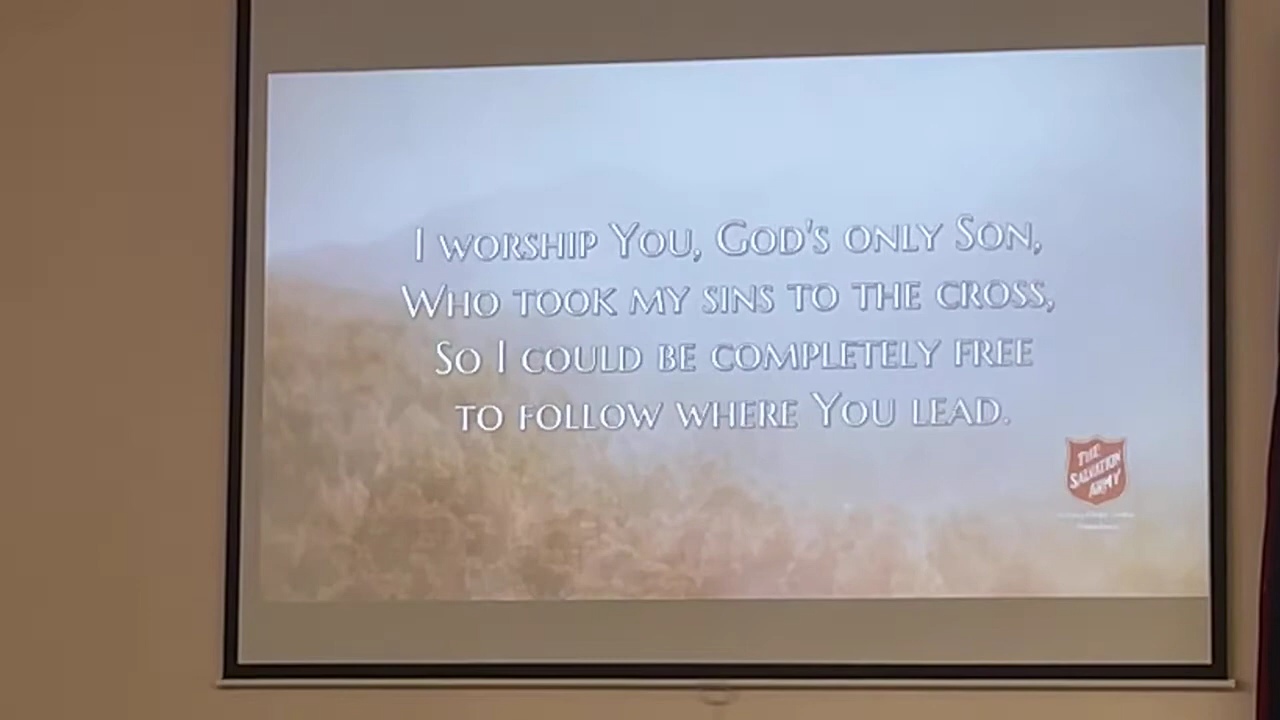 I WORSHIP YOU, GOD'S ONLY SON,
WHO TOOK MY SINS TO THE CROSS,
SO I COULD BE COMPLETELY FREE
TO FOLLOW WHERE YOU LEAD.
THE
SALVATION
ARMY